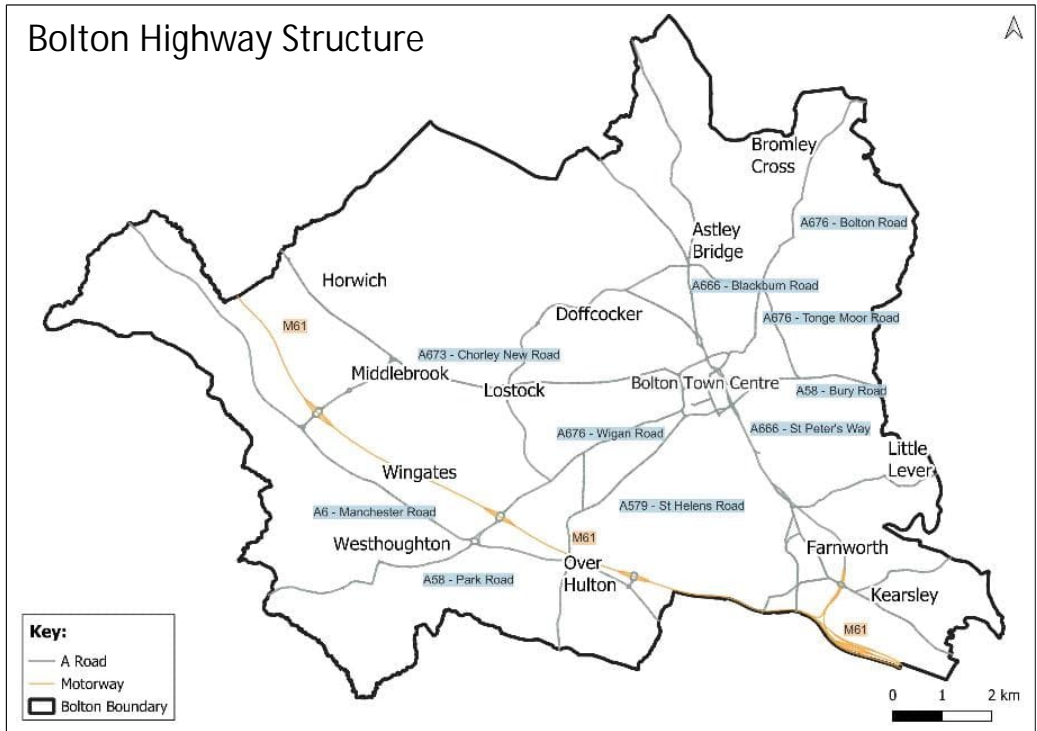 Bolton Highway Structure
Bromley
Cross
A676 - Bolton Road
Astley
Bridge
Horwich
A666 - Blackburn Road
Doffcocker
M61
A676 - Tonge Moor Road
A673 - Chorley New Road
Middlebrook
Bolton Town Centre
Lostock
A58 - Bury Road
A676 - Wigan Road
A666 - St Peter's Way
Little
Lever
Wingates
A6 - Manchester Road
A579 - St Helens Road
M61
Westhoughton
Farnworth
Over
Hulton
A58 - Park Road
Kearsley
M61
Key:
A Road
Motorway
Bolton Boundary
0 1 2 km